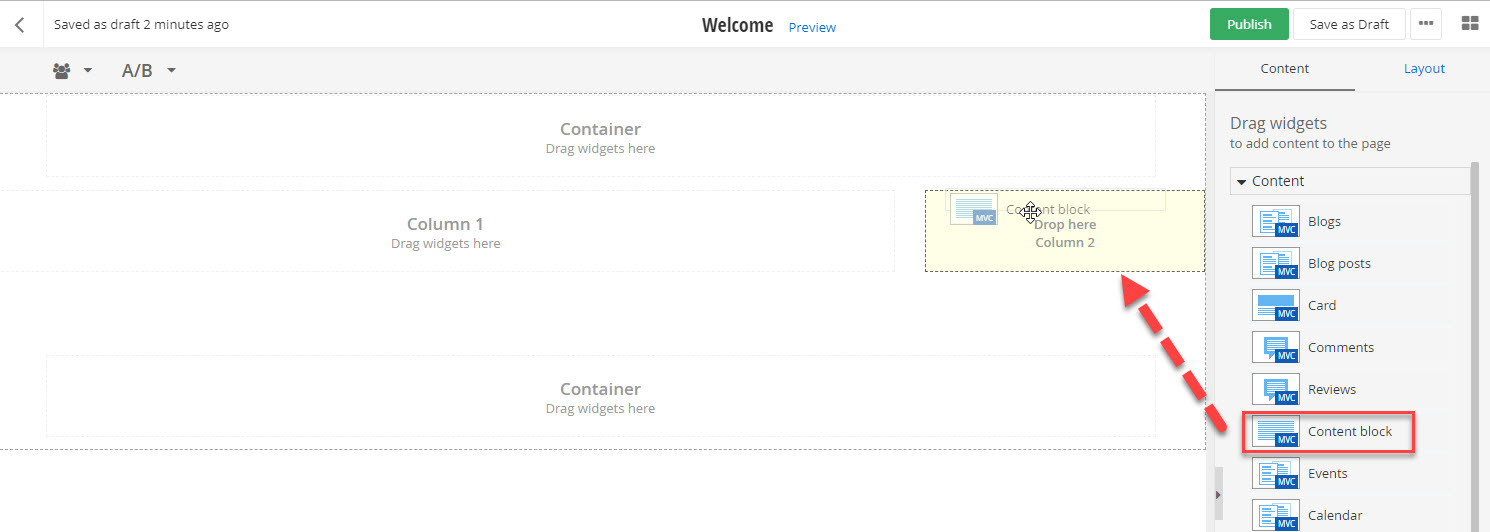 Saved as draft 2 minutes ago
Welcome
Preview
Publish
Save as Draft
A/B
Content
Layout
Container
Drag widgets here
Drag widgets
to add content to the page
Content
Column 1
Drag widgets here
MVC
Content block
Drop here
Column 2
MVC
Blogs
MVC
Blog posts
MVC
Card
MVC
Comments
MVC
Reviews
MVC
Content block
MVC
Events
MVC
Calendar
Container
Drag widgets here